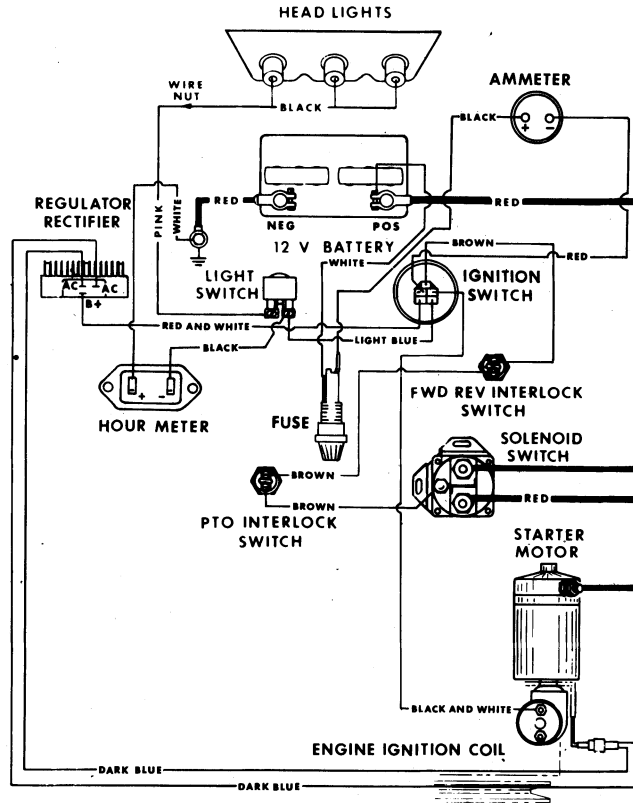 HEAD LIGHTS
WIRE
NUT
BLACK
AMMETER
BLACK
+ −
REGULATOR
RECTIFIER
PINK
WHITE
RED
NEG
POS
RED
12 V BATTERY
WHITE
BROWN
RED
AC
AC
B+
LIGHT
SWITCH
IGNITION
SWITCH
RED AND WHITE
BLACK
LIGHT BLUE
+ −
HOUR METER
FUSE
FWD REV INTERLOCK
SWITCH
SOLENOID
SWITCH
BROWN
BROWN
RED
PTO INTERLOCK
SWITCH
STARTER
MOTOR
BLACK AND WHITE
ENGINE IGNITION COIL
DARK BLUE
DARK BLUE